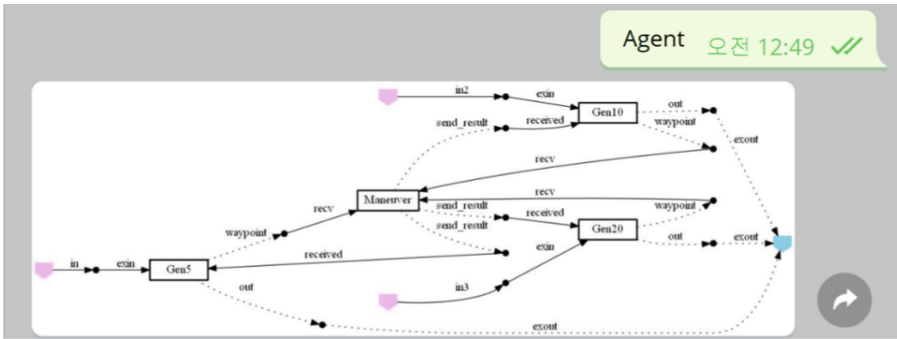 Agent 오전 12:49
in2
exin
out
Gen10
send_result
received
waypoint
exout
recv
recv
Maneuver
send_result
received
waypoint
recv
send_result
Gen20
waypoint
out
exout
exin
received
in
exin
Gen5
in3
out
exout